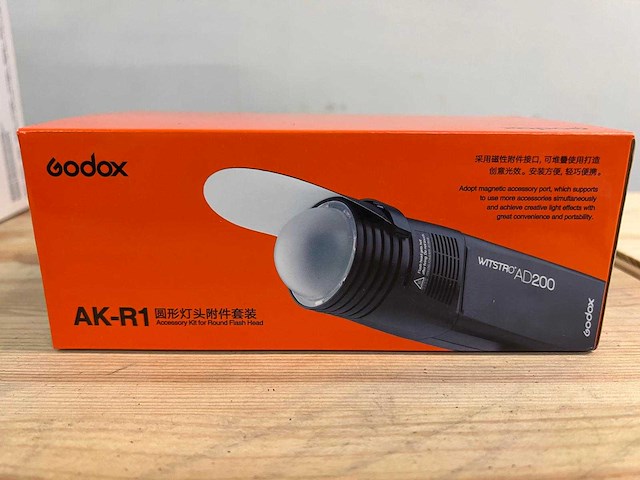 Godox
采用磁性附件接口，可堆叠使用打造
创意光效。安装方便，轻巧便携。
Adopt magnetic accessory port, which supports
to use more accessories simultaneously
and achieve creative light effects with
great convenience and portability.
WITSTRO AD200
Godox
AK-R1 圆形灯头附件套装
Accessory Kit for Round Flash Head